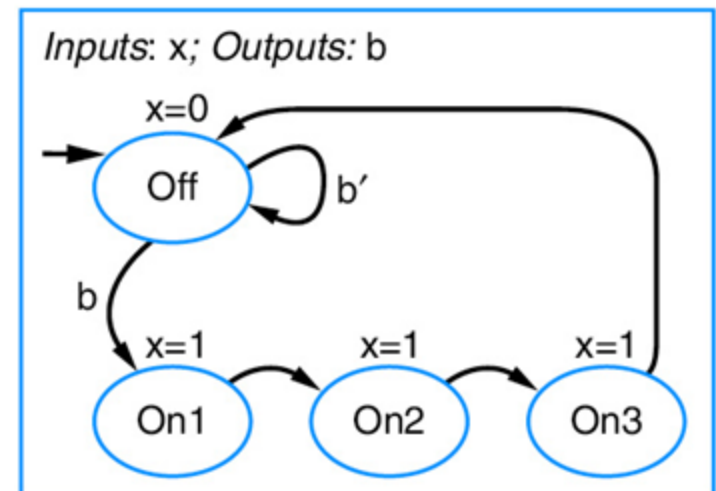 Inputs: x; Outputs: b
x=0
Off
b′
b
x=1
x=1
x=1
On1
On2
On3